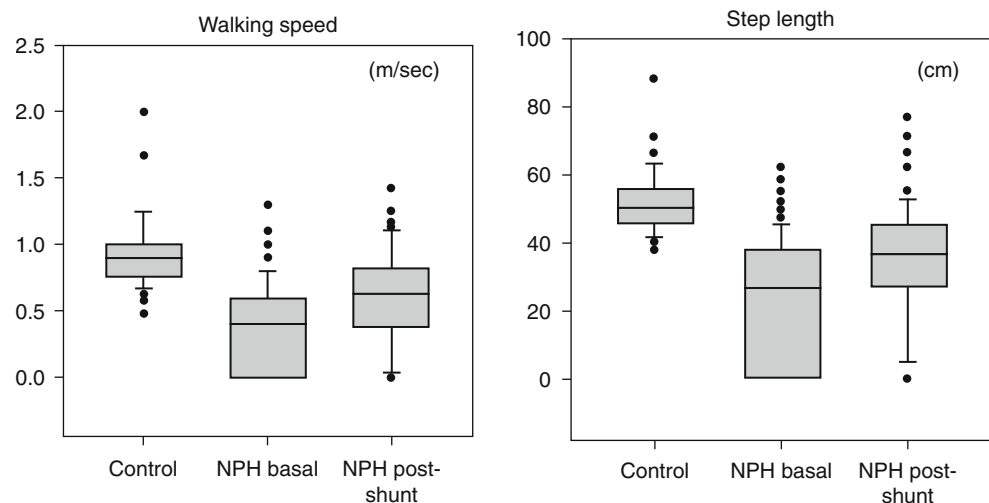 Walking speed
(m/sec)
2.5
2.0
1.5
1.0
0.5
0.0
Control
NPH basal
NPH post-
shunt
Step length
(cm)
100
80
60
40
20
0
Control
NPH basal
NPH post-
shunt